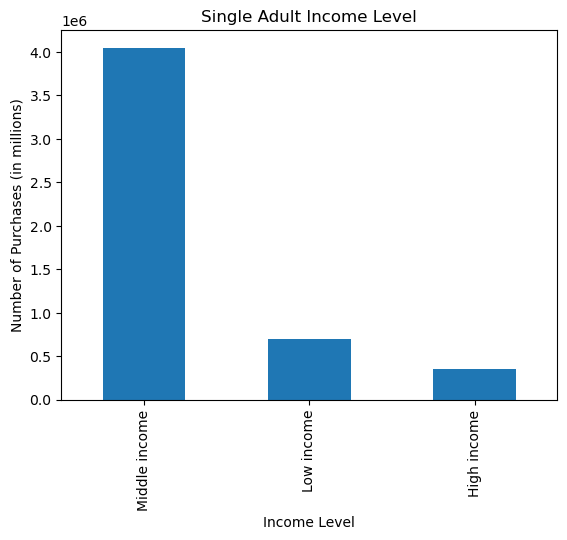 Single Adult Income Level
1e6
Number of Purchases (in millions)
4.0
3.5
3.0
2.5
2.0
1.5
1.0
0.5
0.0
Middle income
Low income
High income
Income Level